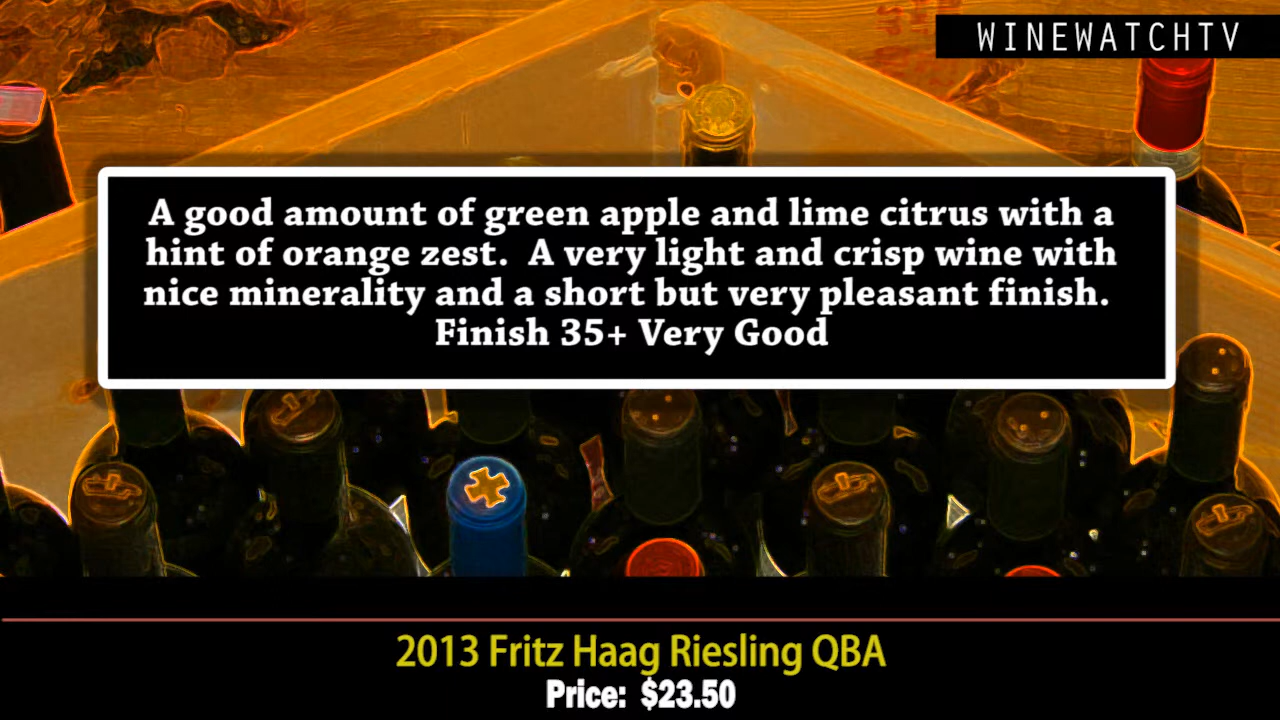 WINEWATCHTV
A good amount of green apple and lime citrus with a
hint of orange zest.  A very light and crisp wine with
nice minerality and a short but very pleasant finish.
Finish 35+ Very Good
2013 Fritz Haag Riesling QBA
Price:  $23.50